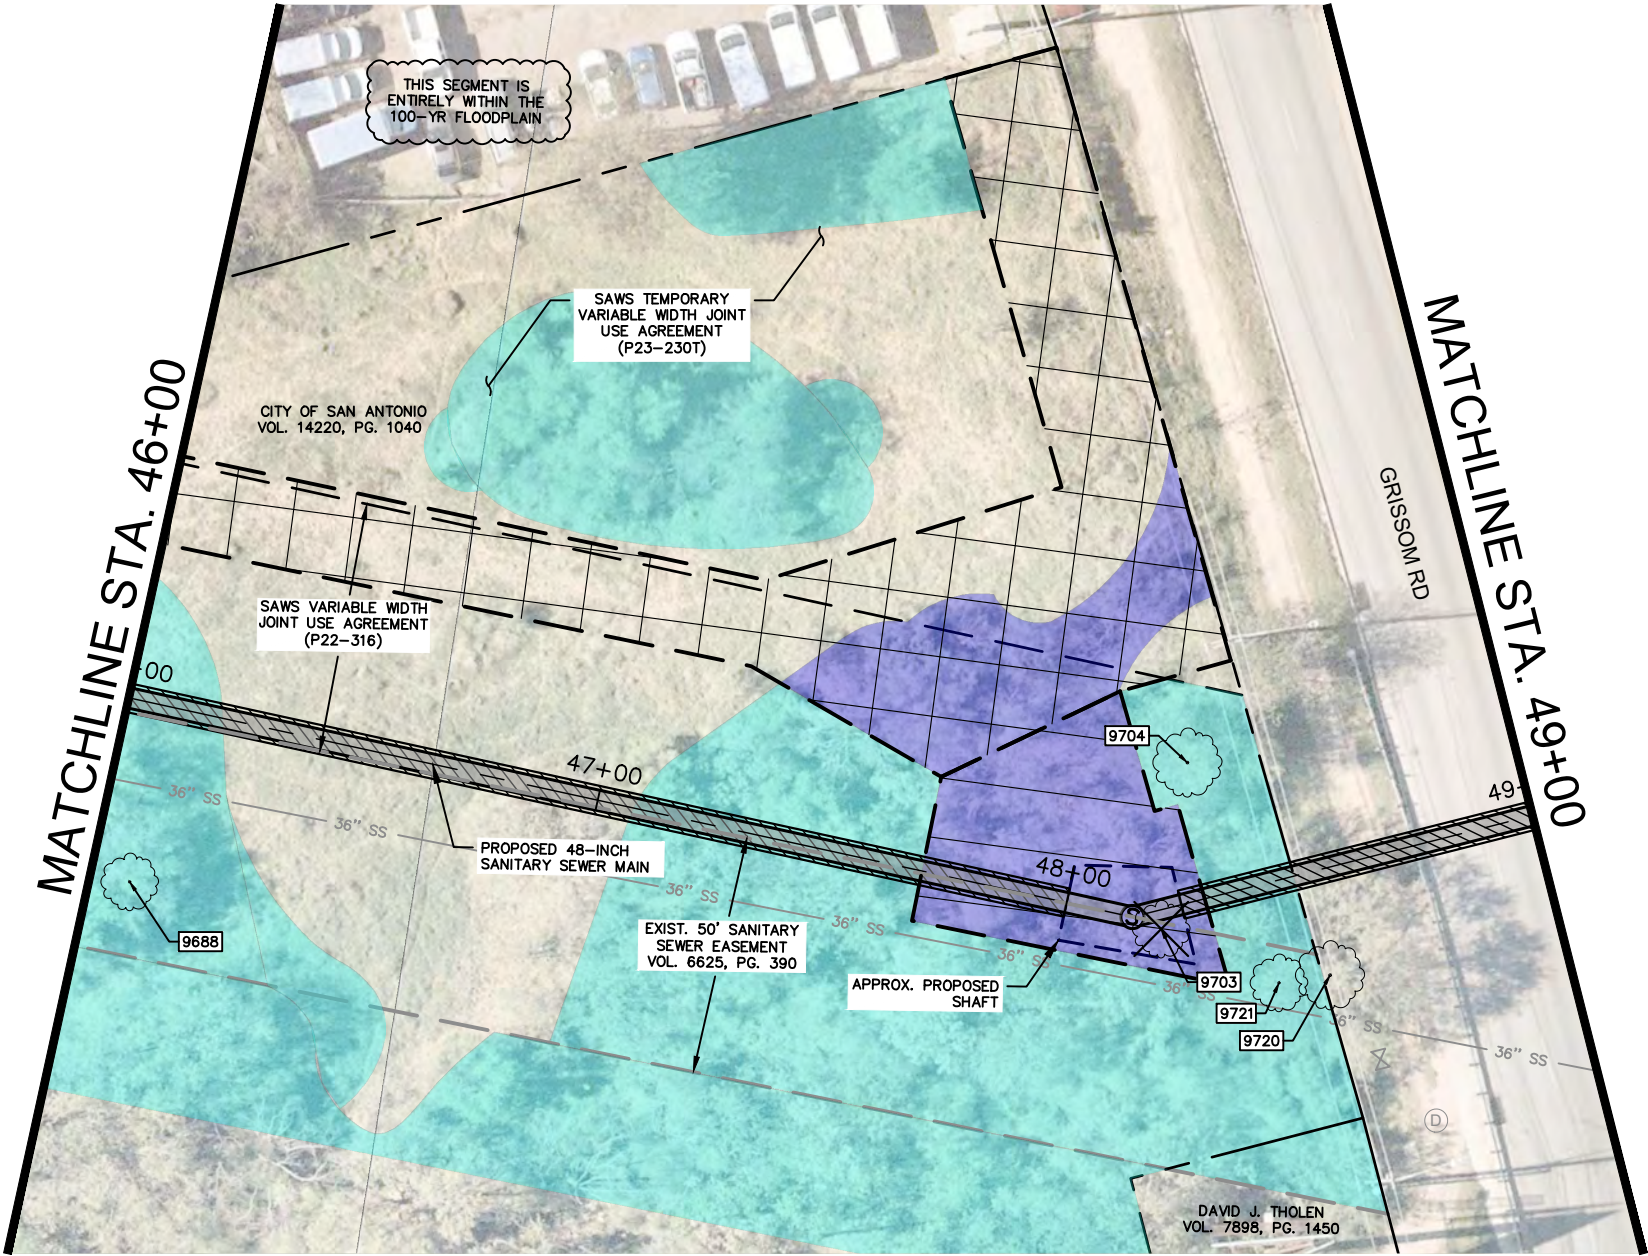 THIS SEGMENT IS
ENTIRELY WITHIN THE
100-YR FLOODPLAIN
SAWS TEMPORARY
VARIABLE WIDTH JOINT
USE AGREEMENT
(P23-230T)
CITY OF SAN ANTONIO
VOL. 14220, PG. 1040
MATCHLINE STA. 46+00
MATCHLINE STA. 49+00
GRISSOM RD
SAWS VARIABLE WIDTH
JOINT USE AGREEMENT
(P22-316)
+00
47+00
48+00
49+
36" SS
36" SS
36" SS
36" SS
36" SS
36" SS
36" SS
36" SS
PROPOSED 48-INCH
SANITARY SEWER MAIN
EXIST. 50' SANITARY
SEWER EASEMENT
VOL. 6625, PG. 390
APPROX. PROPOSED
SHAFT
9704
9688
9703
9721
9720
S
D
DAVID J. THOLEN
VOL. 7898, PG. 1450